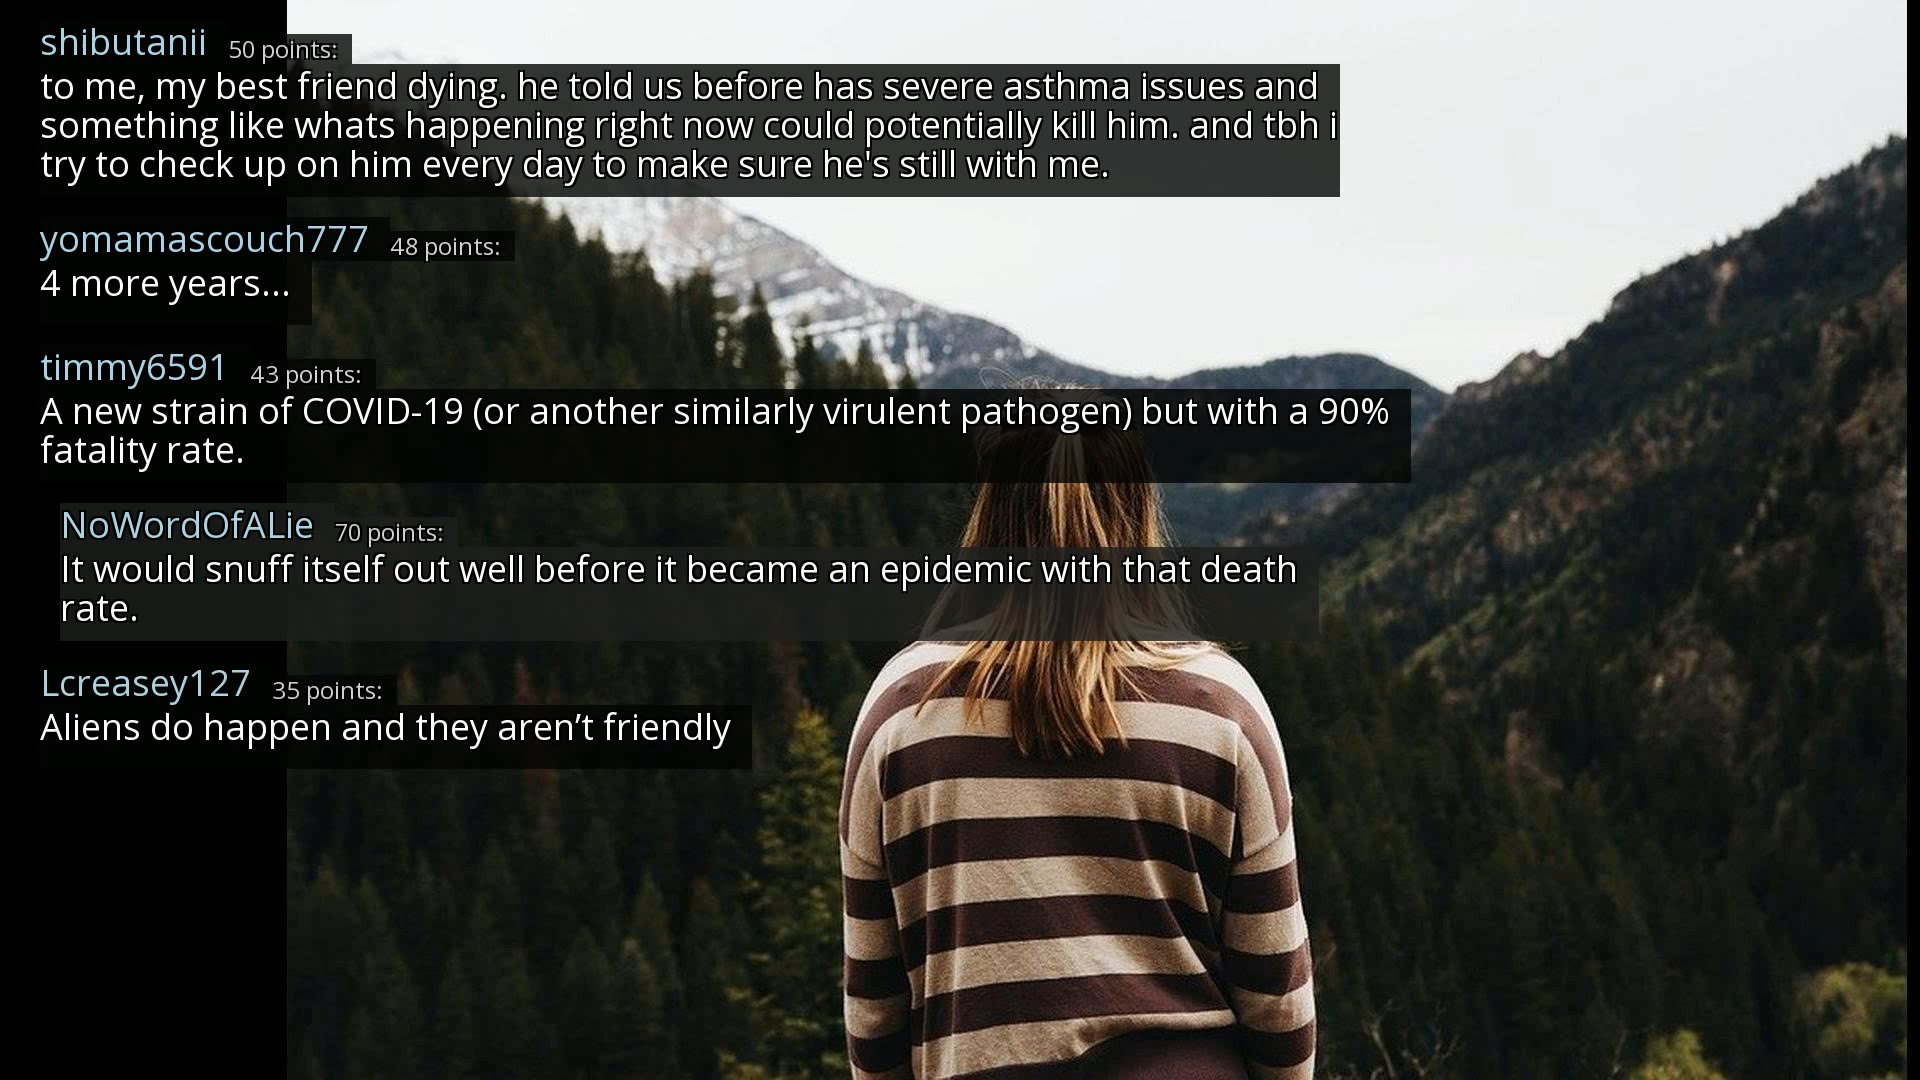 shibutanii 50 points:
to me, my best friend dying. he told us before has severe asthma issues and
something like whats happening right now could potentially kill him. and tbh i
try to check up on him every day to make sure he's still with me.
yomamascouch777 48 points:
4 more years...
timmy6591 43 points:
A new strain of COVID-19 (or another similarly virulent pathogen) but with a 90%
fatality rate.
NoWordOfALie 70 points:
It would snuff itself out well before it became an epidemic with that death
rate.
Lcreasey127 35 points:
Aliens do happen and they aren’t friendly